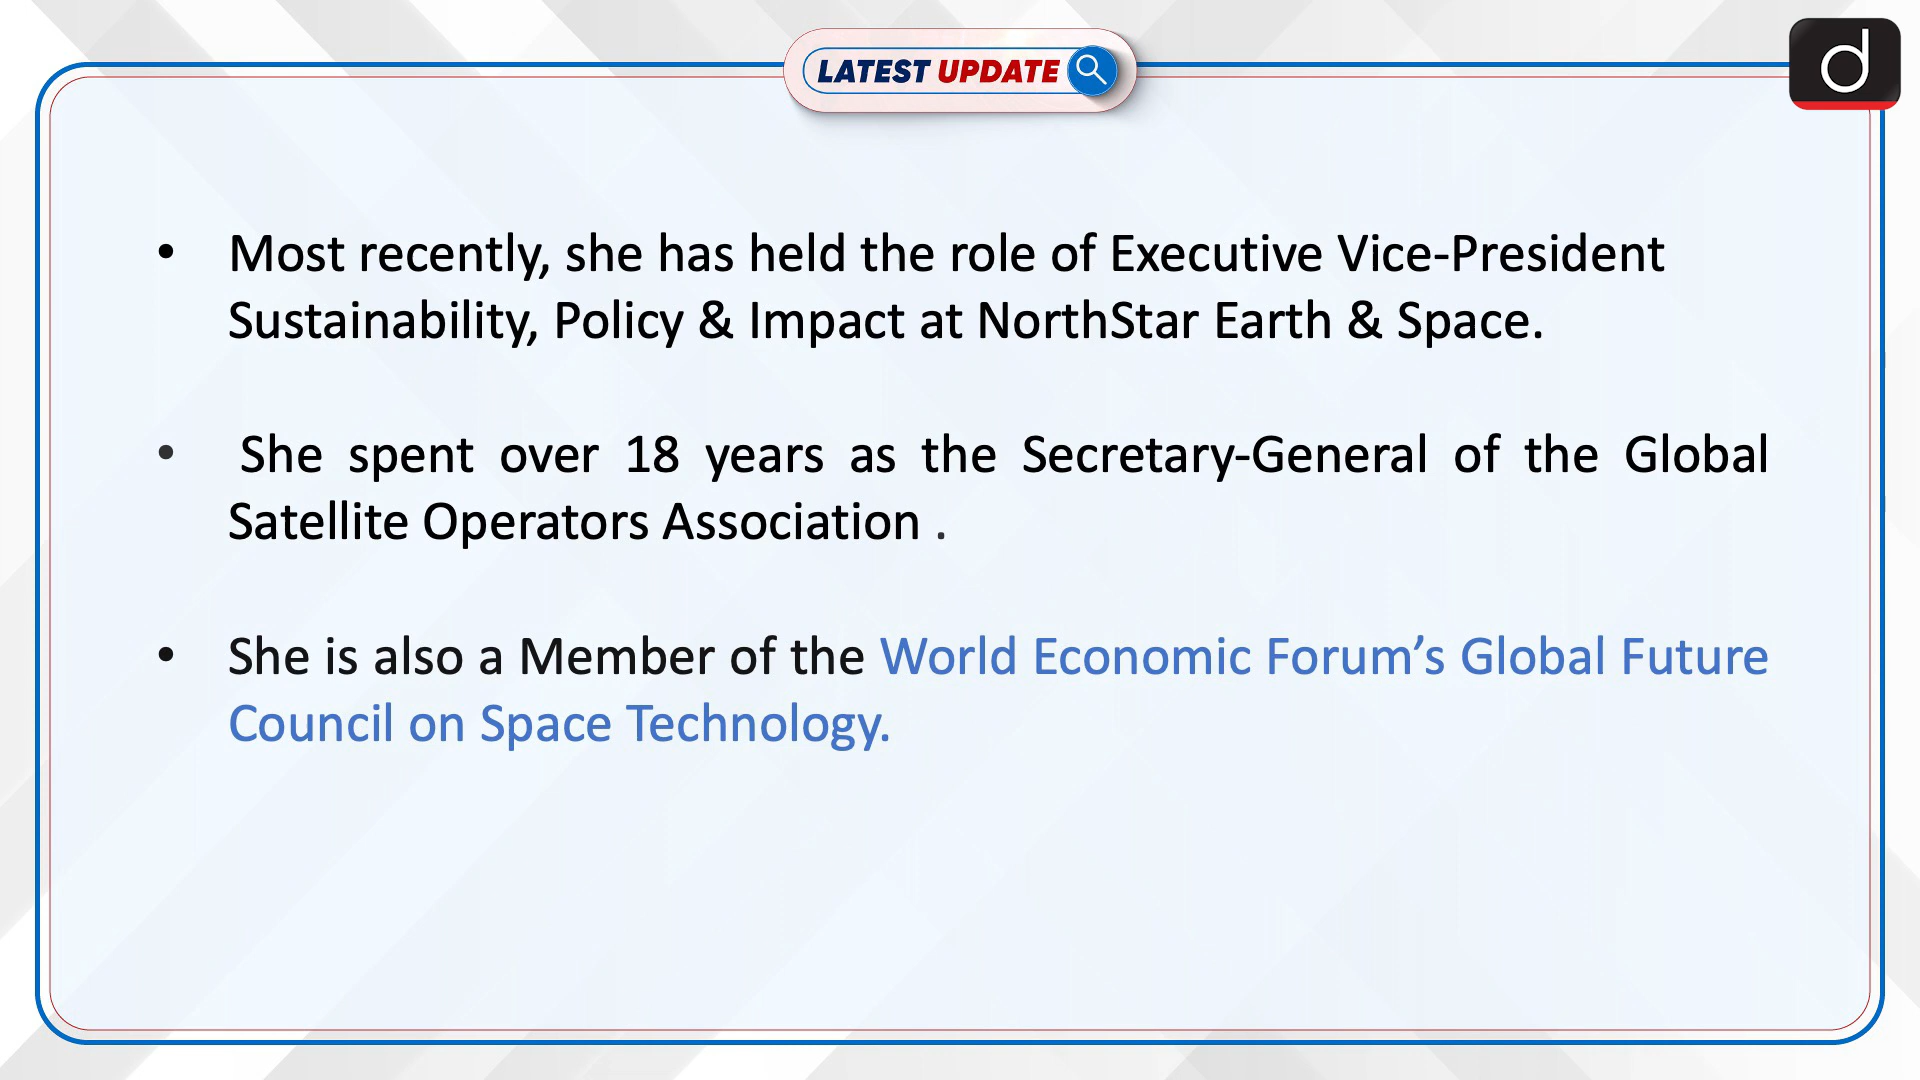 LATEST UPDATE
d
• Most recently, she has held the role of Executive Vice-President
Sustainability, Policy & Impact at NorthStar Earth & Space.
• She spent over 18 years as the Secretary-General of the Global
Satellite Operators Association .
• She is also a Member of the World Economic Forum’s Global Future
Council on Space Technology.